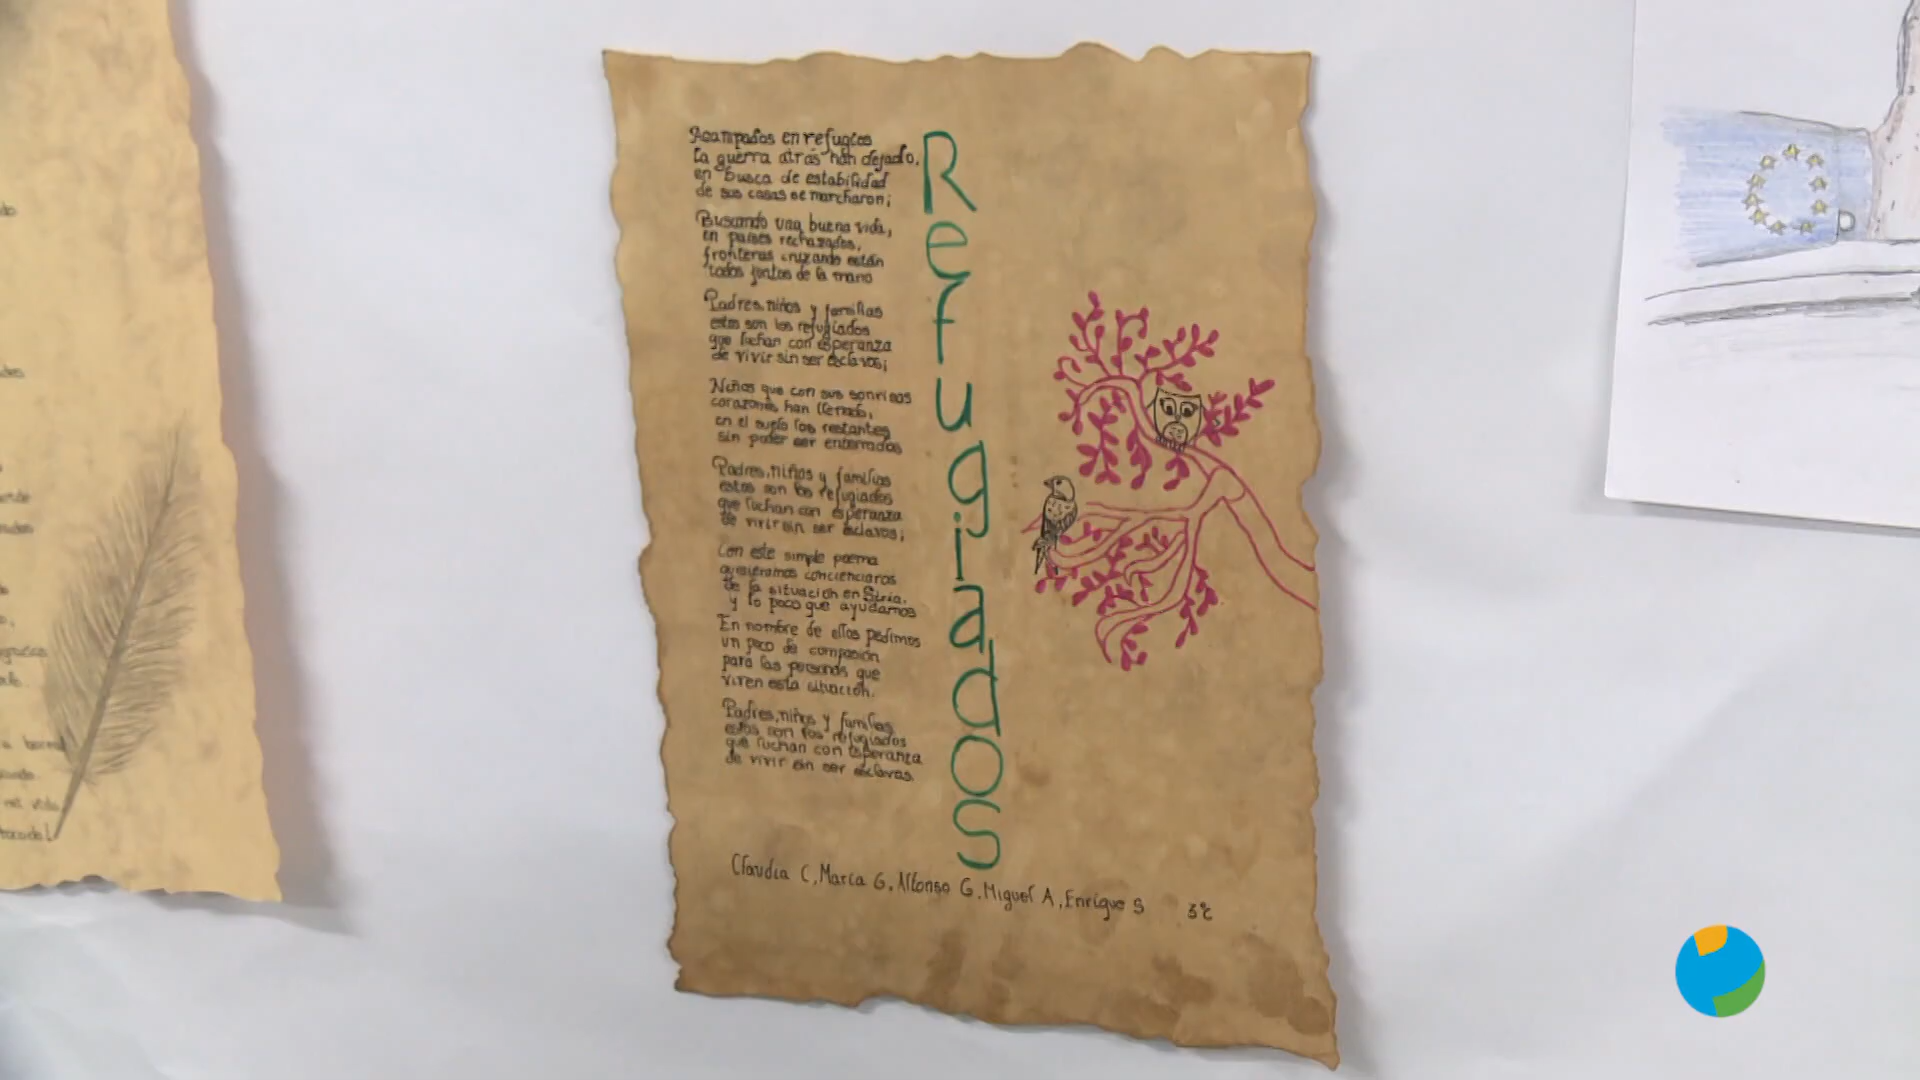 Acampados en refugios
la guerra atrás han dejado,
en busca de estabilidad
de sus casas se marcharon;
Buscando una buena vida,
en países rechazados,
fronteras cruzando están
todos juntos de la mano
Padres, niños y familias
estos son los refugiados
que luchan con esperanza
de vivir sin ser esclavos;
Niños que con sus sonrisas
corazones han llenado,
en el suelo los restantes
sin poder ser enterrados
Padres, niños y familias
estos son los refugiados
que luchan con esperanza
de vivir sin ser esclavos;
Con este simple poema
quisiéramos concienciaros
de la situación en Siria.
y lo poco que ayudamos
En nombre de ellos pedimos
un poco de compasión
para las personas que
viven esta situación.
Padres, niños y familias
estos son los refugiados
que luchan con esperanza
de vivir sin ser esclavos.
Refugiados
Claudia C, María G, Alfonso G, Miguel A, Enrique S 3ºC